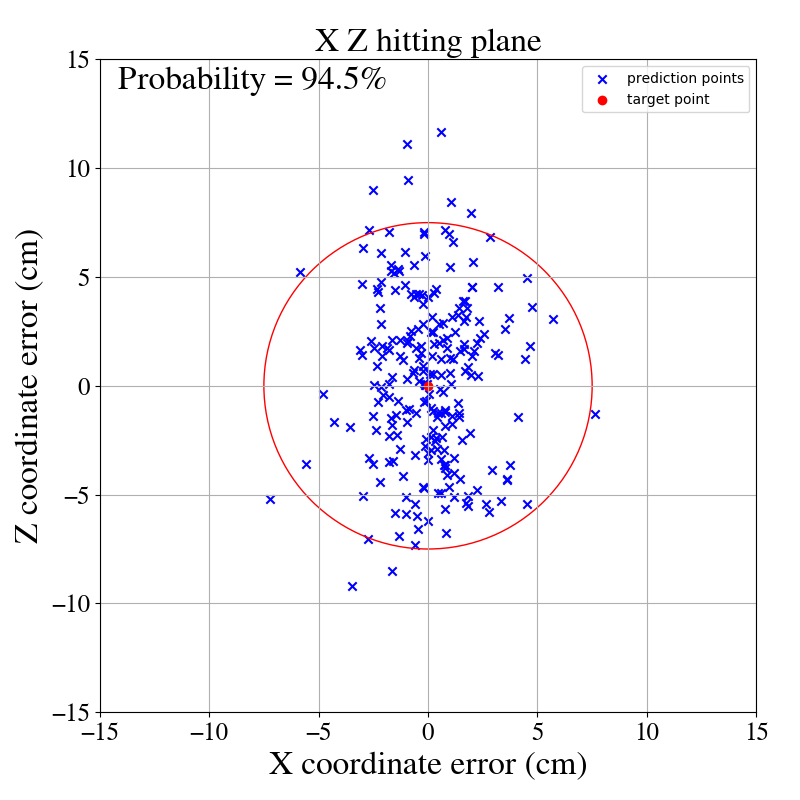 X Z hitting plane
Probability = 94.5%
prediction points
target point
15
10
5
0
−5
−10
−15
−15
−10
−5
0
5
10
15
Z coordinate error (cm)
X coordinate error (cm)